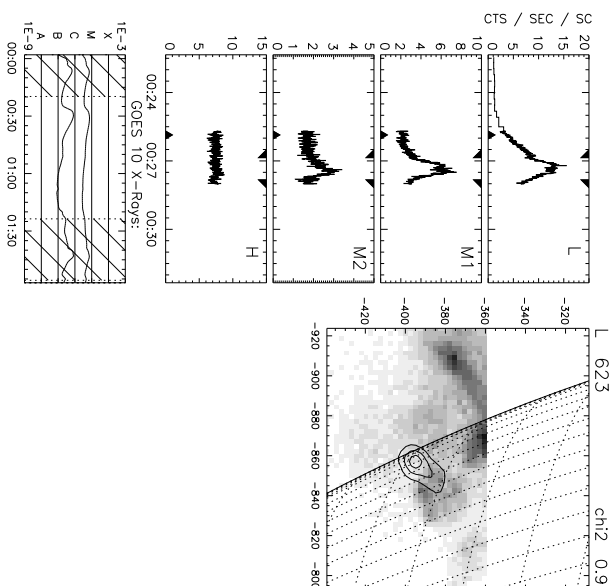 CTS / SEC / SC
20
15
10
5
0
L
10
8
6
4
2
0
M1
5
4
3
2
1
0
M2
15
10
5
0
H
00:24 00:27 00:30
GOES 10 X-Rays:
1E-3
X
M
C
B
A
1E-9
00:00 00:30 01:00 01:30
L 623 chi2 0.9
-320
-340
-360
-380
-400
-420
-920 -900 -880 -860 -840 -820 -800